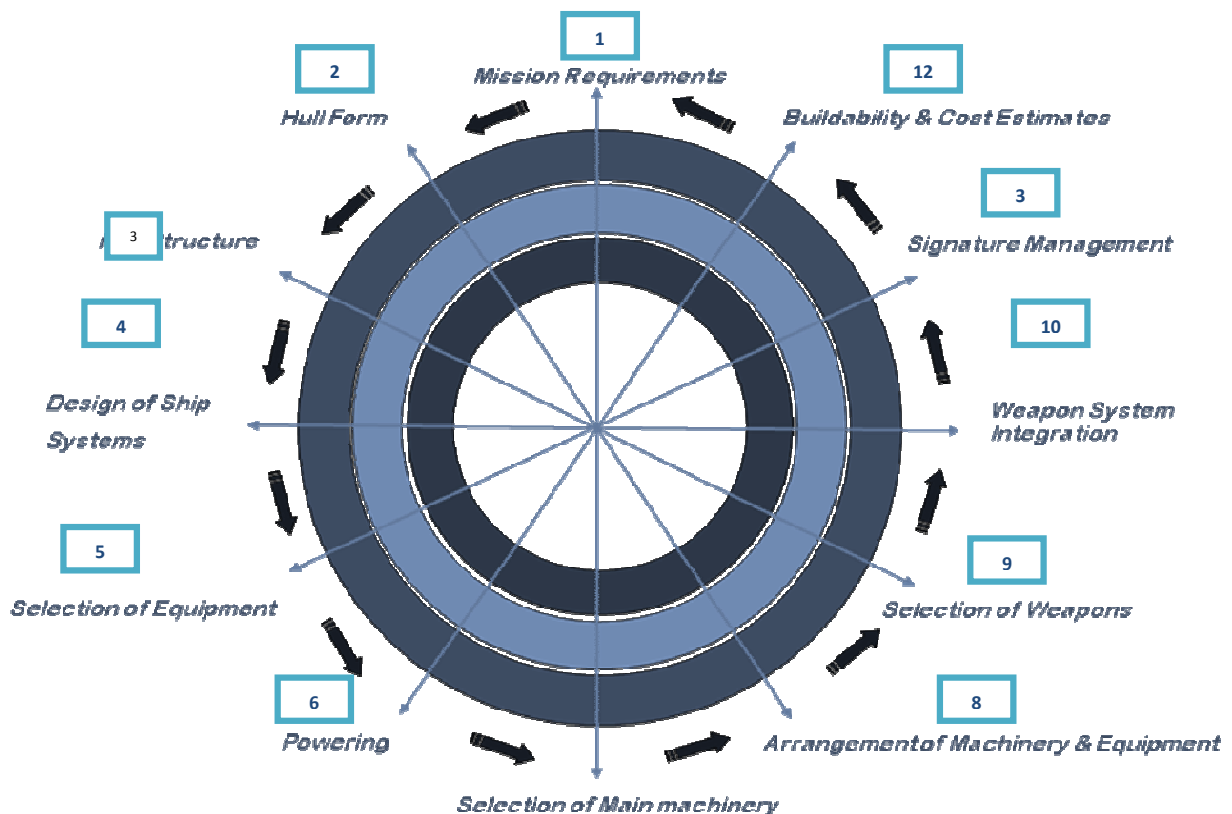 1
Mission Requirements
2
Hull Form
3
tructure
4
Design of Ship
Systems
5
Selection of Equipment
6
Powering
Selection of Main machinery
8
Arrangement of Machinery & Equipment
9
Selection of Weapons
10
Weapon System
Integration
3
Signature Management
12
Buildability & Cost Estimates